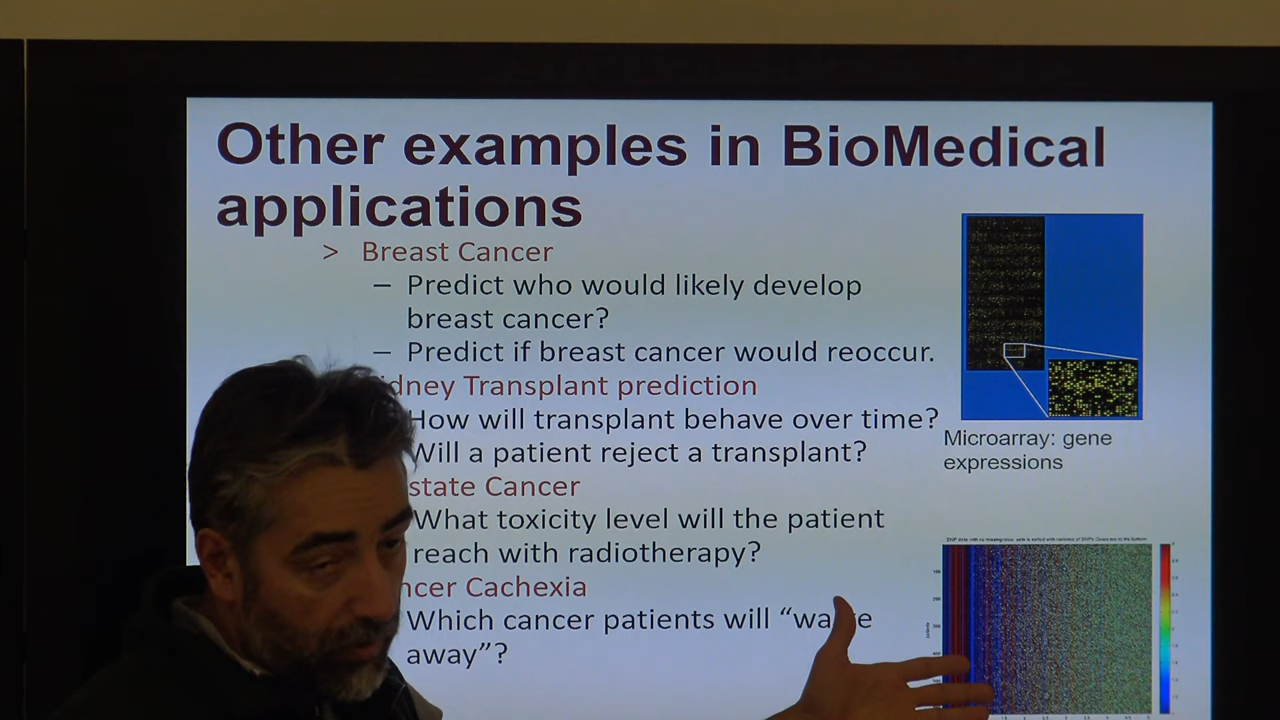 Other examples in BioMedical
applications
> Breast Cancer
– Predict who would likely develop
breast cancer?
– Predict if breast cancer would reoccur.
idney Transplant prediction
How will transplant behave over time?
Will a patient reject a transplant?
state Cancer
What toxicity level will the patient
reach with radiotherapy?
ncer Cachexia
Which cancer patients will “wa e
away”?
Microarray: gene
expressions